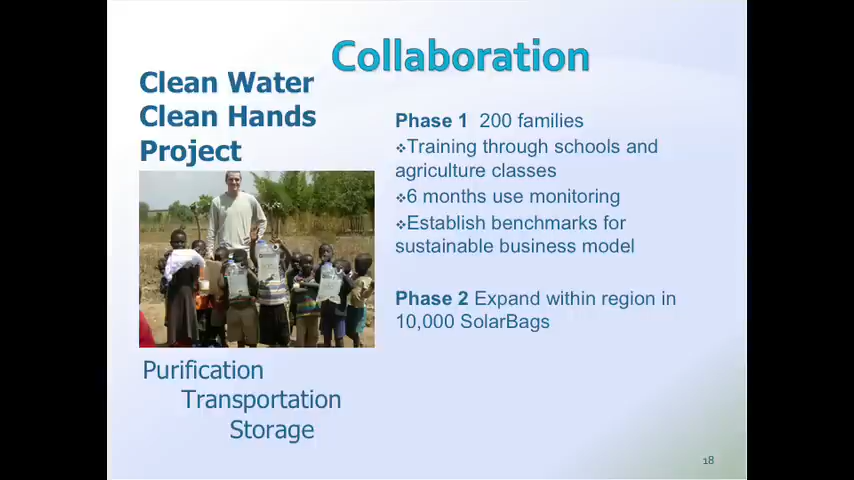 Collaboration
Clean Water
Clean Hands
Project
Phase 1 200 families
❖Training through schools and
agriculture classes
❖6 months use monitoring
❖Establish benchmarks for
sustainable business model
Phase 2 Expand within region in
10,000 SolarBags
Purification
Transportation
Storage
18